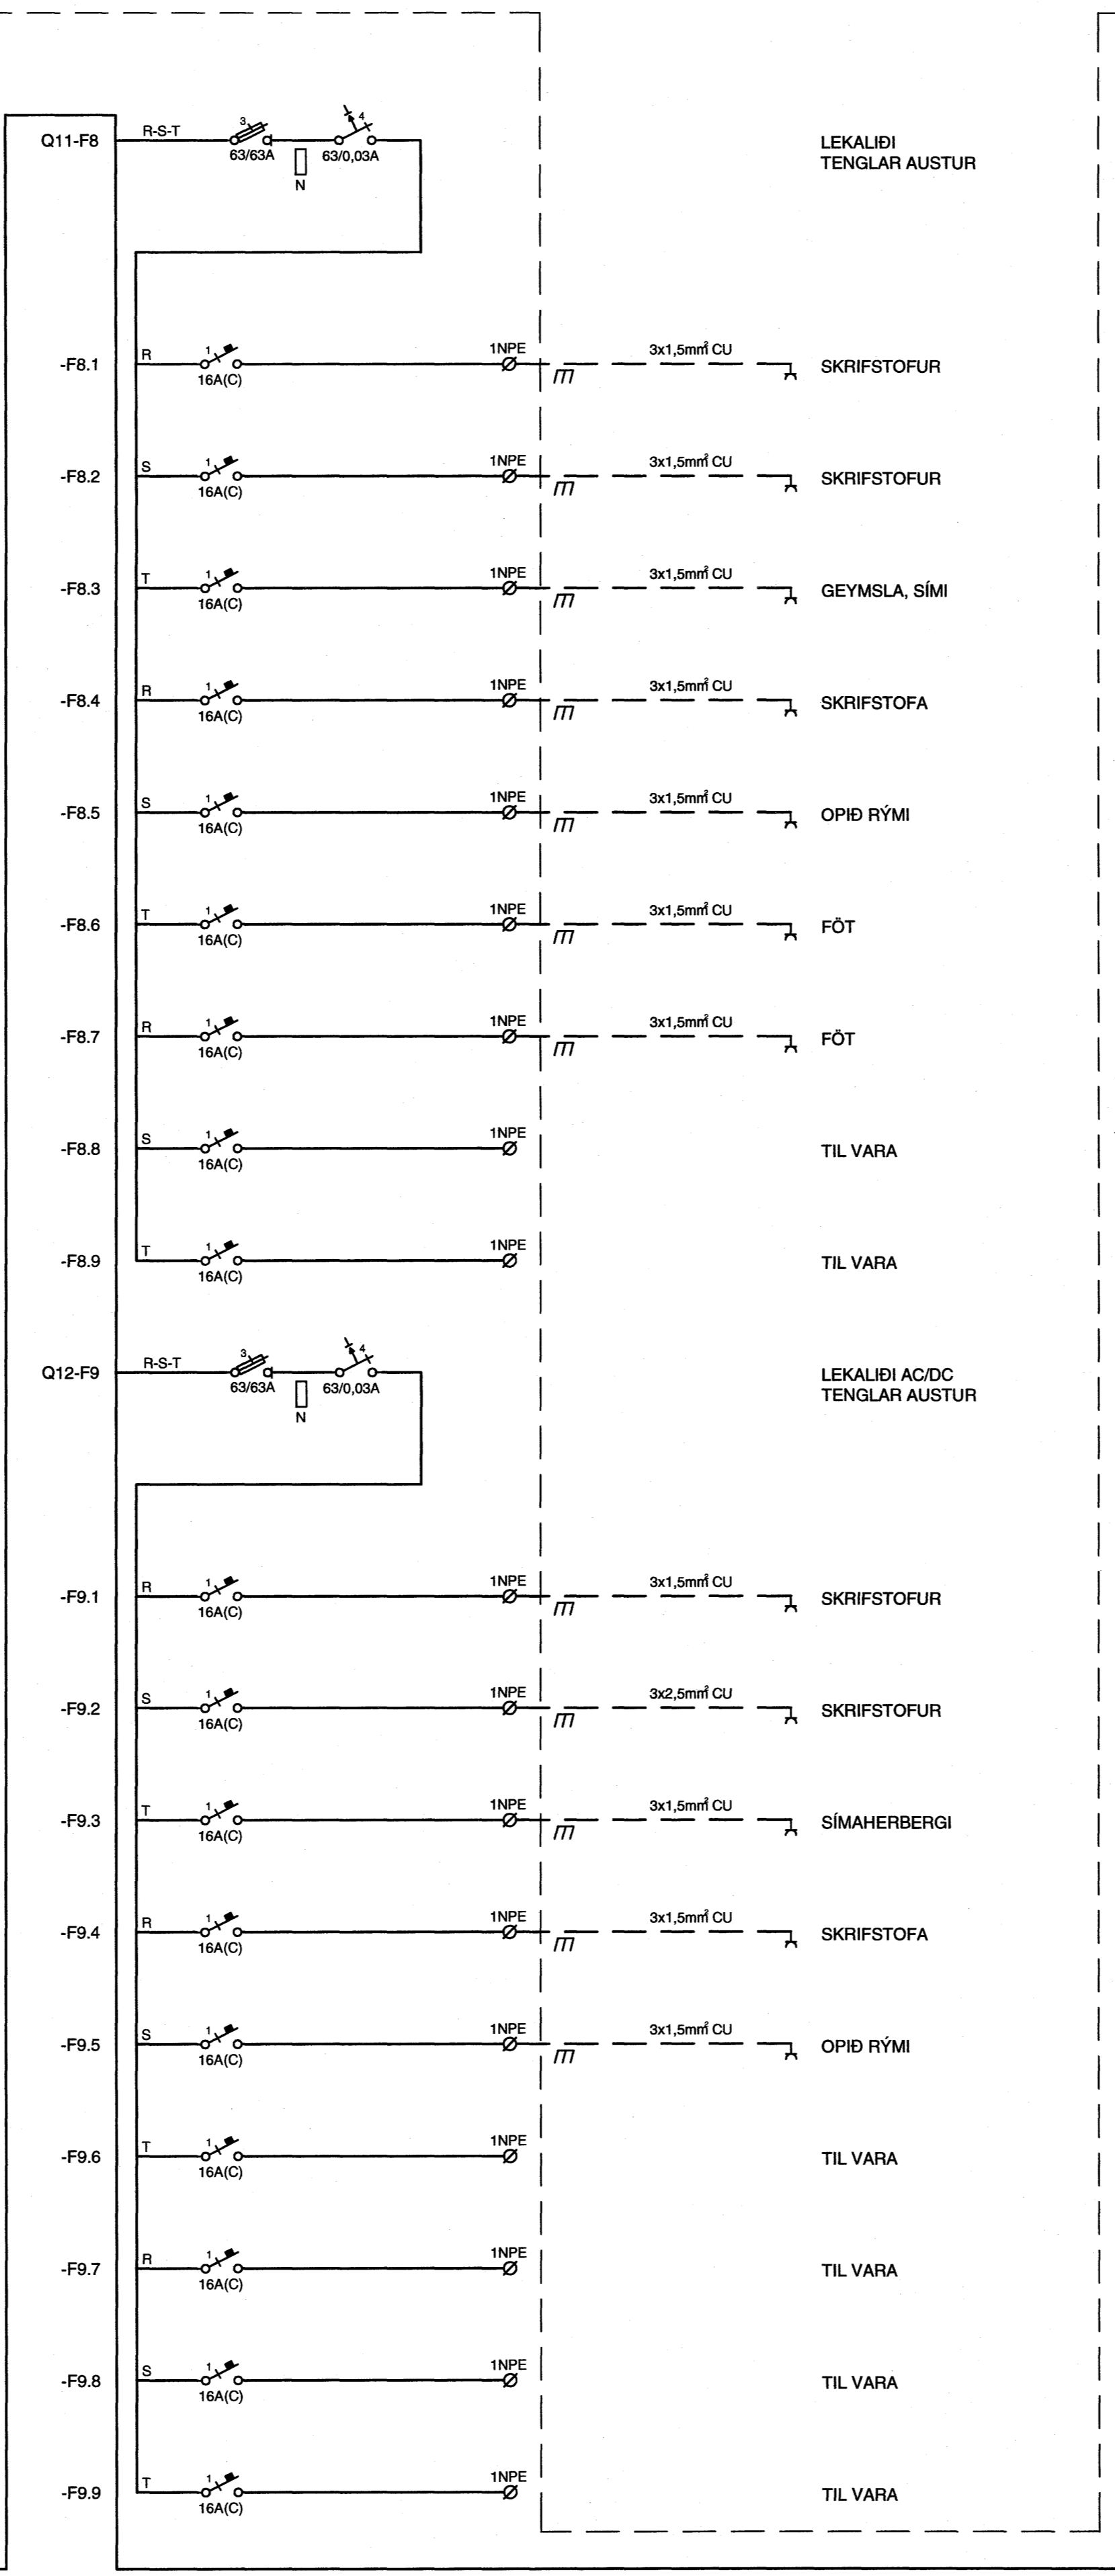 Q11-F8 R-S-T 3 63/63A N 4 63/0,03A LEKALIÐI
TENGLAR AUSTUR
-F8.1 R 1 16A(C) 1NPE 3x1,5mm² CU SKRIFSTOFUR
-F8.2 S 1 16A(C) 1NPE 3x1,5mm² CU SKRIFSTOFUR
-F8.3 T 1 16A(C) 1NPE 3x1,5mm² CU GEYMSLA, SÍMI
-F8.4 R 1 16A(C) 1NPE 3x1,5mm² CU SKRIFSTOFA
-F8.5 S 1 16A(C) 1NPE 3x1,5mm² CU OPIÐ RÝMI
-F8.6 T 1 16A(C) 1NPE 3x1,5mm² CU FÖT
-F8.7 R 1 16A(C) 1NPE 3x1,5mm² CU FÖT
-F8.8 S 1 16A(C) 1NPE TIL VARA
-F8.9 T 1 16A(C) 1NPE TIL VARA
Q12-F9 R-S-T 3 63/63A N 4 63/0,03A LEKALIÐI AC/DC
TENGLAR AUSTUR
-F9.1 R 1 16A(C) 1NPE 3x1,5mm² CU SKRIFSTOFUR
-F9.2 S 1 16A(C) 1NPE 3x2,5mm² CU SKRIFSTOFUR
-F9.3 T 1 16A(C) 1NPE 3x1,5mm² CU SÍMAHERBERGI
-F9.4 R 1 16A(C) 1NPE 3x1,5mm² CU SKRIFSTOFA
-F9.5 S 1 16A(C) 1NPE 3x1,5mm² CU OPIÐ RÝMI
-F9.6 T 1 16A(C) 1NPE TIL VARA
-F9.7 R 1 16A(C) 1NPE TIL VARA
-F9.8 S 1 16A(C) 1NPE TIL VARA
-F9.9 T 1 16A(C) 1NPE TIL VARA